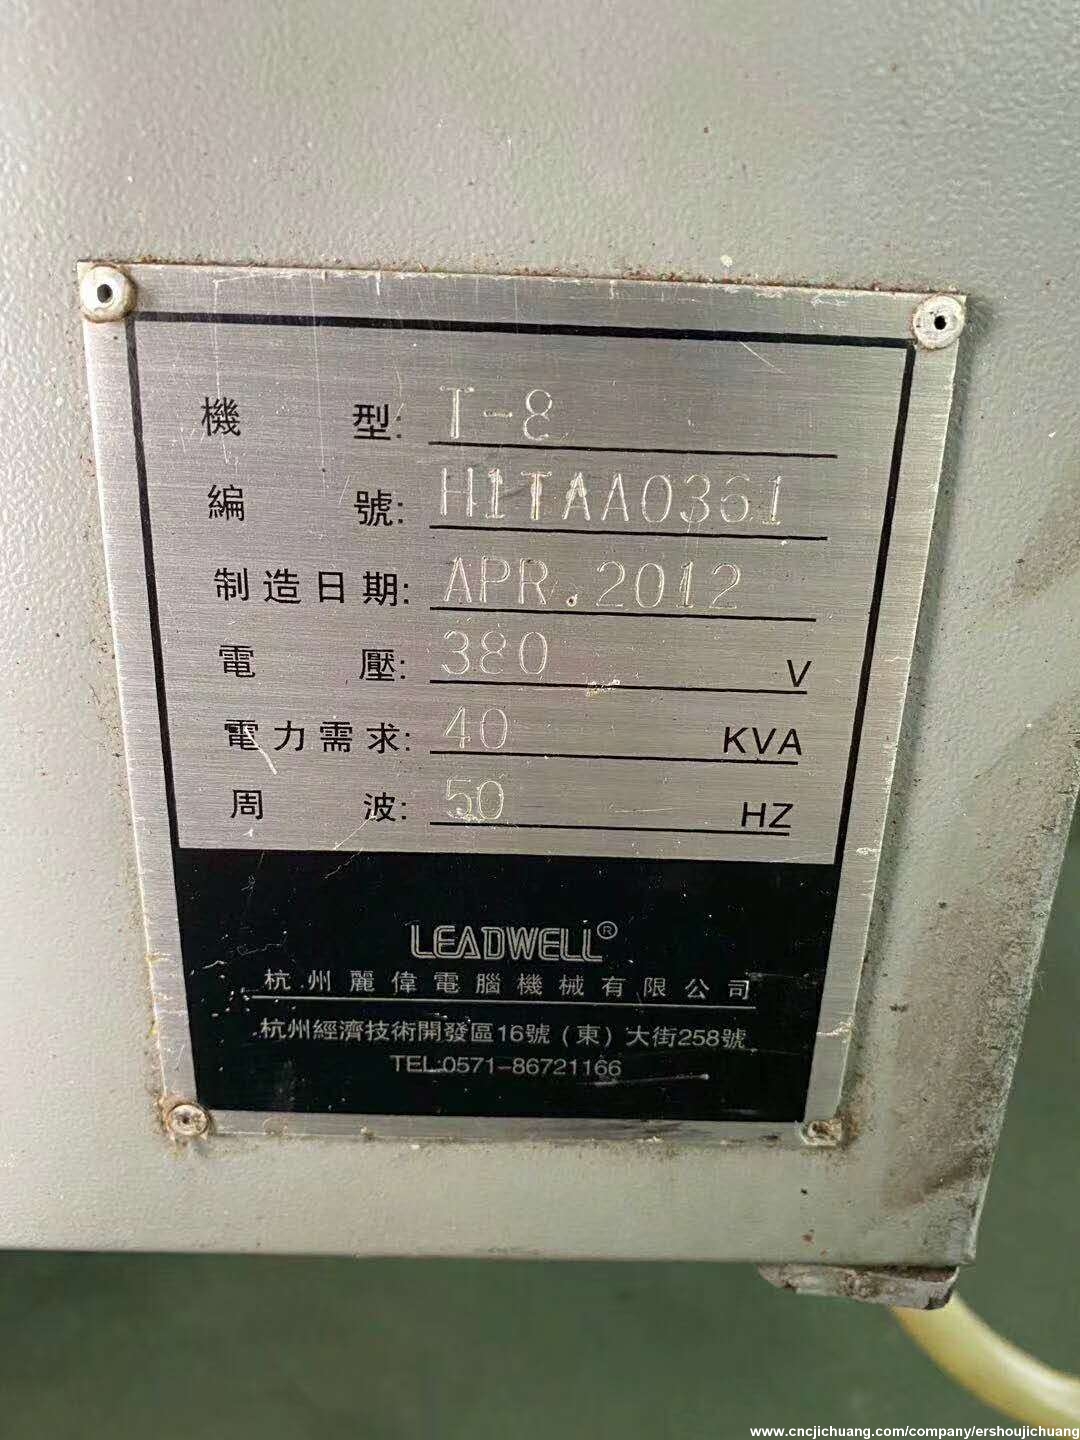 機型: T-8
編號: H1TAA0361
制造日期: APR.2012
電壓: 380 V
電力需求: 40 KVA
周波: 50 HZ
LEADWELL®
杭州麗偉電腦機械有限公司
杭州經濟技術開發區16號（東）大街258號
TEL:0571-86721166
www.cncjichuang.com/company/ershoujichuang